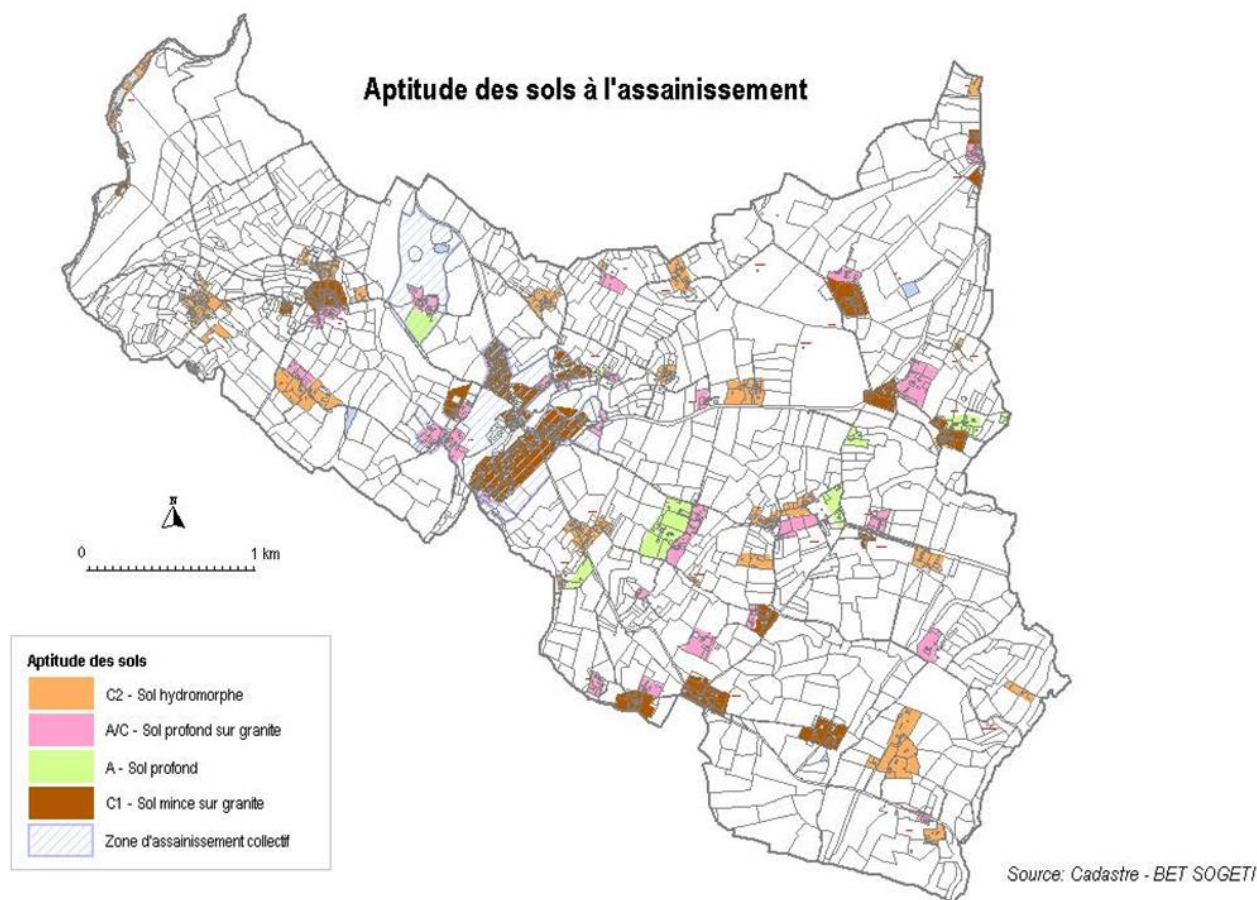 Aptitude des sols à l'assainissement
N
0
1 km
Aptitude des sols
C2 - Sol hydromorphe
A/C - Sol profond sur granite
A - Sol profond
C1 - Sol mince sur granite
Zone d'assainissement collectif
Source: Cadastre - BET SOGETI